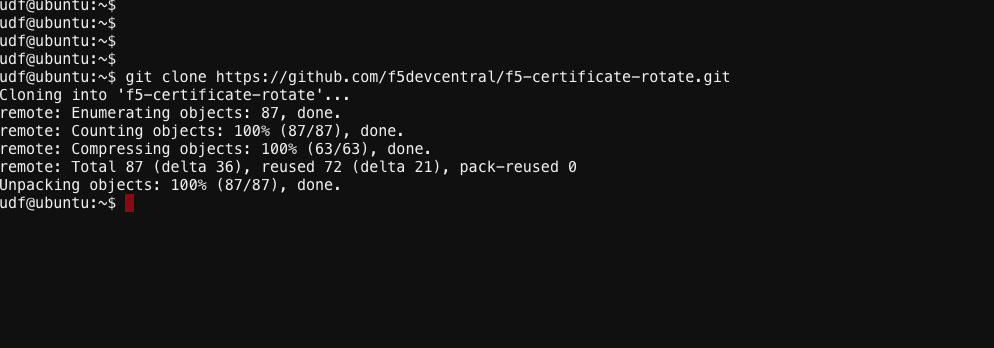 udf@ubuntu:~$
udf@ubuntu:~$
udf@ubuntu:~$
udf@ubuntu:~$
udf@ubuntu:~$ git clone https://github.com/f5devcentral/f5-certificate-rotate.git
Cloning into 'f5-certificate-rotate'...
remote: Enumerating objects: 87, done.
remote: Counting objects: 100% (87/87), done.
remote: Compressing objects: 100% (63/63), done.
remote: Total 87 (delta 36), reused 72 (delta 21), pack-reused 0
Unpacking objects: 100% (87/87), done.
udf@ubuntu:~$